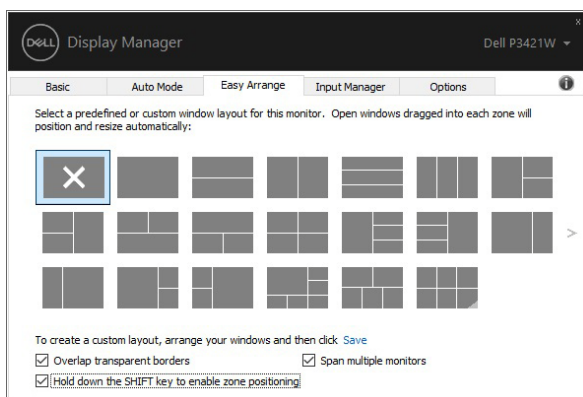 DELL Display Manager
Dell P3421W
Basic
Auto Mode
Easy Arrange
Input Manager
Options
Select a predefined or custom window layout for this monitor. Open windows dragged into each zone will
position and resize automatically:
To create a custom layout, arrange your windows and then click Save
Overlap transparent borders
Span multiple monitors
Hold down the SHIFT key to enable zone positioning